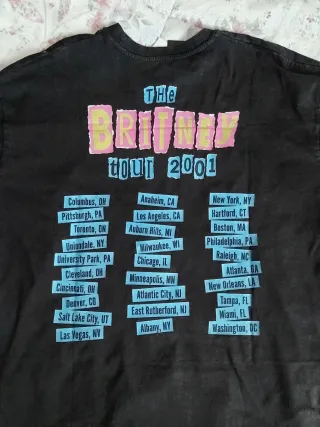 The
BRITNEY
tour 2001
Columbus, OH
Pittsburgh, PA
Toronto, ON
Uniondale, NY
University Park, PA
Cleveland, OH
Cincinnati, OH
Denver, CO
Salt Lake City, UT
Las Vegas, NV
Anaheim, CA
Los Angeles, CA
Auburn Hills, MI
Milwaukee, WI
Chicago, IL
Minneapolis, MN
Atlantic City, NJ
East Rutherford, NJ
Albany, NY
New York, NY
Hartford, CT
Boston, MA
Philadelphia, PA
Raleigh, NC
Atlanta, GA
New Orleans, LA
Tampa, FL
Miami, FL
Washington, DC